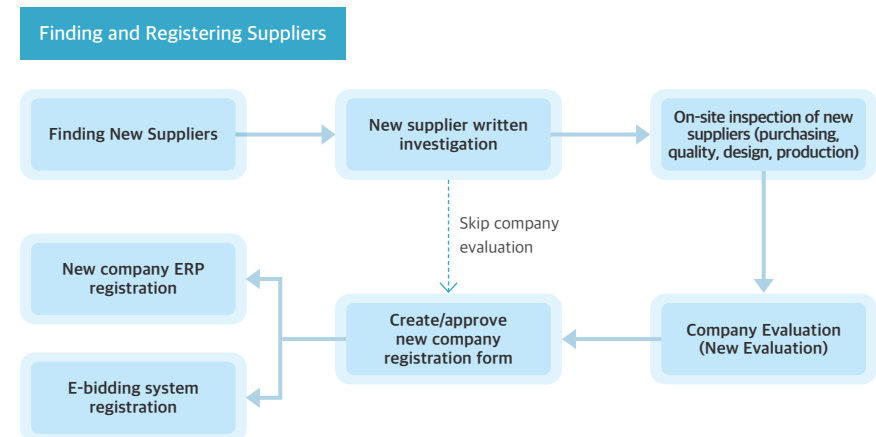 Finding and Registering Suppliers
Finding New Suppliers
New supplier written
investigation
On-site inspection of new
suppliers (purchasing,
quality, design, production)
Skip company
evaluation
New company ERP
registration
Create/approve
new company
registration form
Company Evaluation
(New Evaluation)
E-bidding system
registration